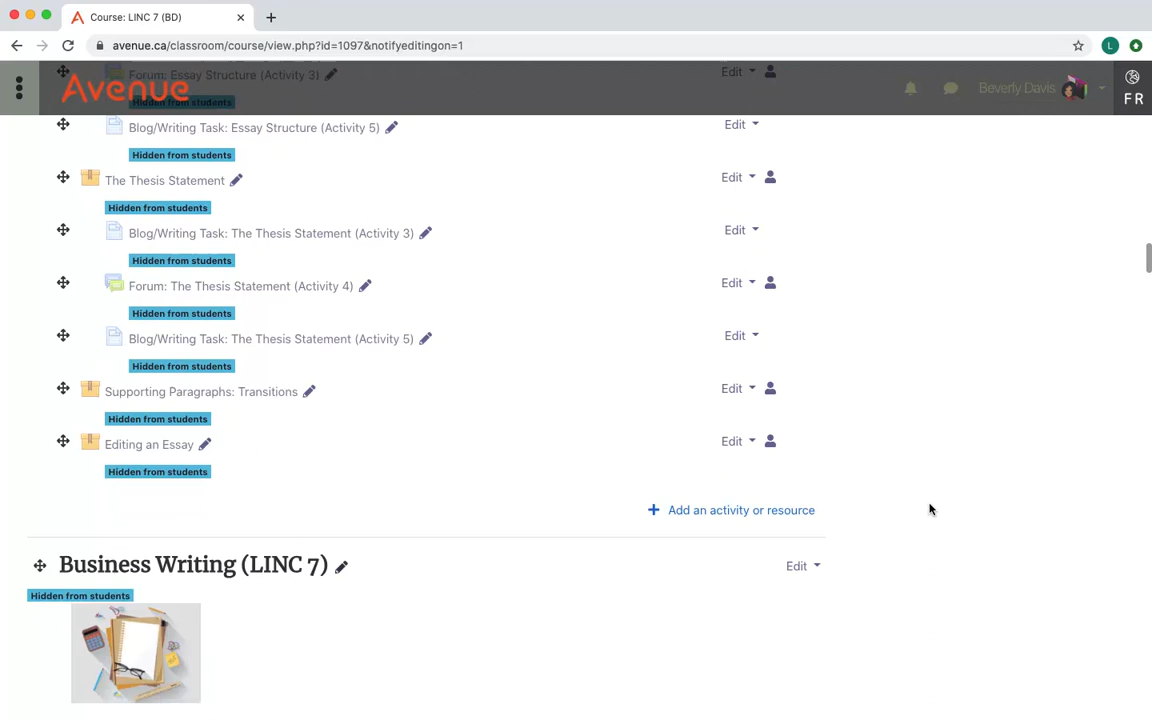 Course: LINC 7 (BD)
avenue.ca/classroom/course/view.php?id=1097&notifyeditingon=1
L
Forum: Essay Structure (Activity 3)
Edit
Avenue
Beverly Davis
FR
Hidden from students
Blog/Writing Task: Essay Structure (Activity 5)
Edit
Hidden from students
The Thesis Statement
Edit
Hidden from students
Blog/Writing Task: The Thesis Statement (Activity 3)
Edit
Hidden from students
Forum: The Thesis Statement (Activity 4)
Edit
Hidden from students
Blog/Writing Task: The Thesis Statement (Activity 5)
Edit
Hidden from students
Supporting Paragraphs: Transitions
Edit
Hidden from students
Editing an Essay
Edit
Hidden from students
Add an activity or resource
Business Writing (LINC 7)
Edit
Hidden from students